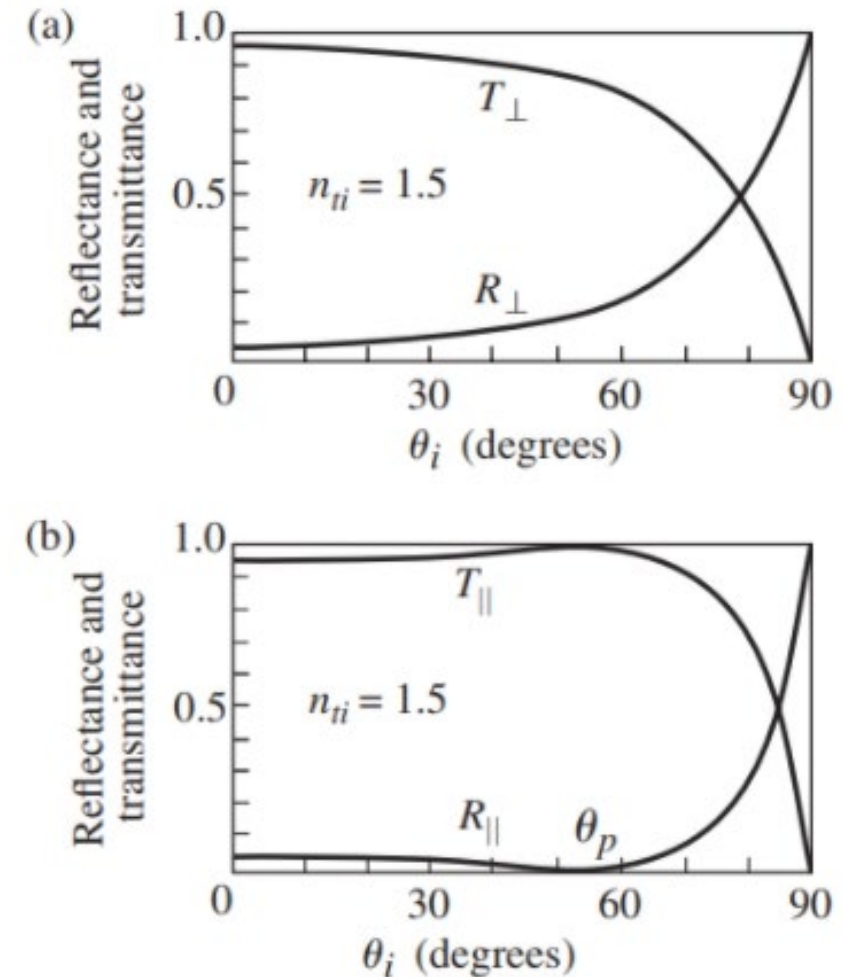 (a)
1.0
0.5
Reflectance and
transmittance
T⊥
n_ti = 1.5
R⊥
0 30 60 90
θ_i (degrees)
(b)
1.0
0.5
Reflectance and
transmittance
T||
n_ti = 1.5
R||
θ_p
0 30 60 90
θ_i (degrees)